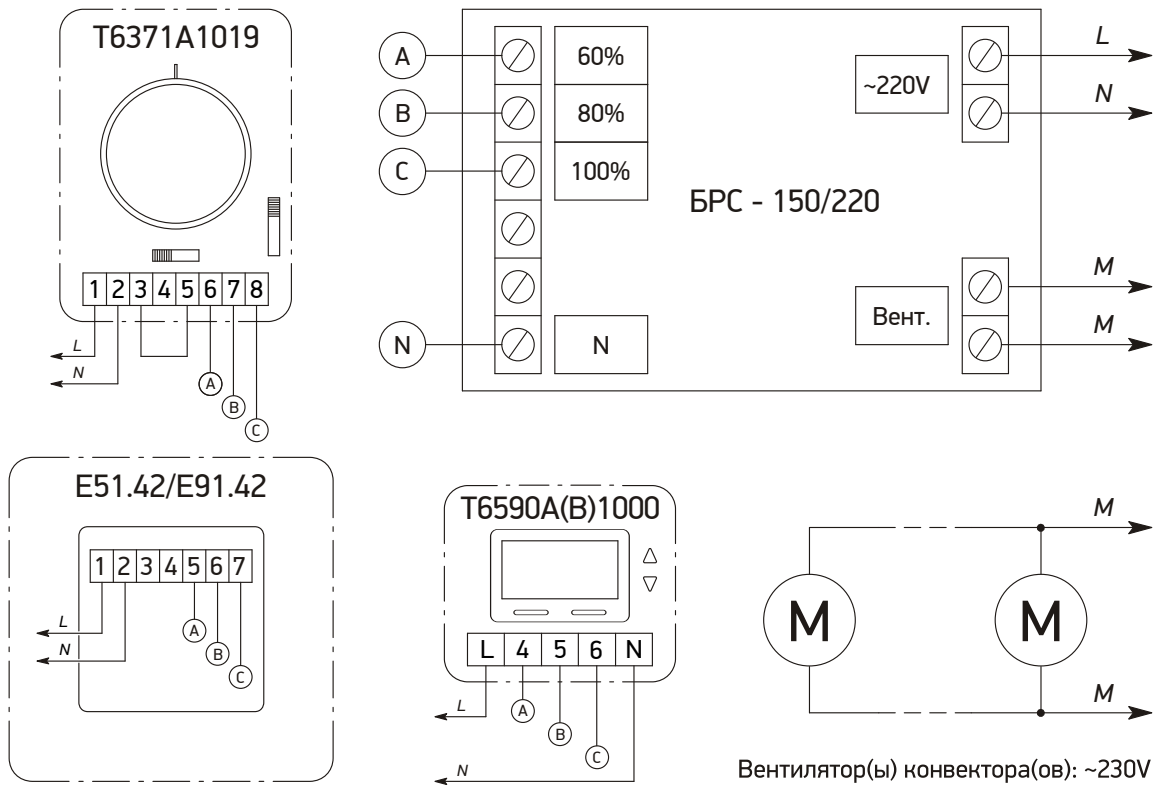 T6371A1019
1 2 3 4 5 6 7 8
L
N
A
B
C
A 60%
B 80%
C 100%
N N
БРС - 150/220
~220V
L
N
Вент.
M
M
E51.42/E91.42
1 2 3 4 5 6 7
L
N
A
B
C
T6590A(B)1000
L 4 5 6 N
L
A
B
C
N
M
M M
M
Вентилятор(ы) конвектора(ов): ~230V